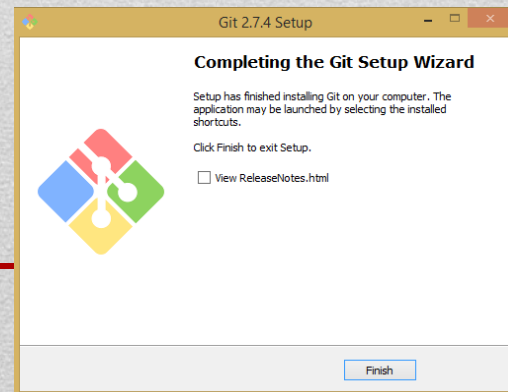 Git 2.7.4 Setup
Completing the Git Setup Wizard
Setup has finished installing Git on your computer. The
application may be launched by selecting the installed
shortcuts.
Click Finish to exit Setup.
View ReleaseNotes.html
Finish